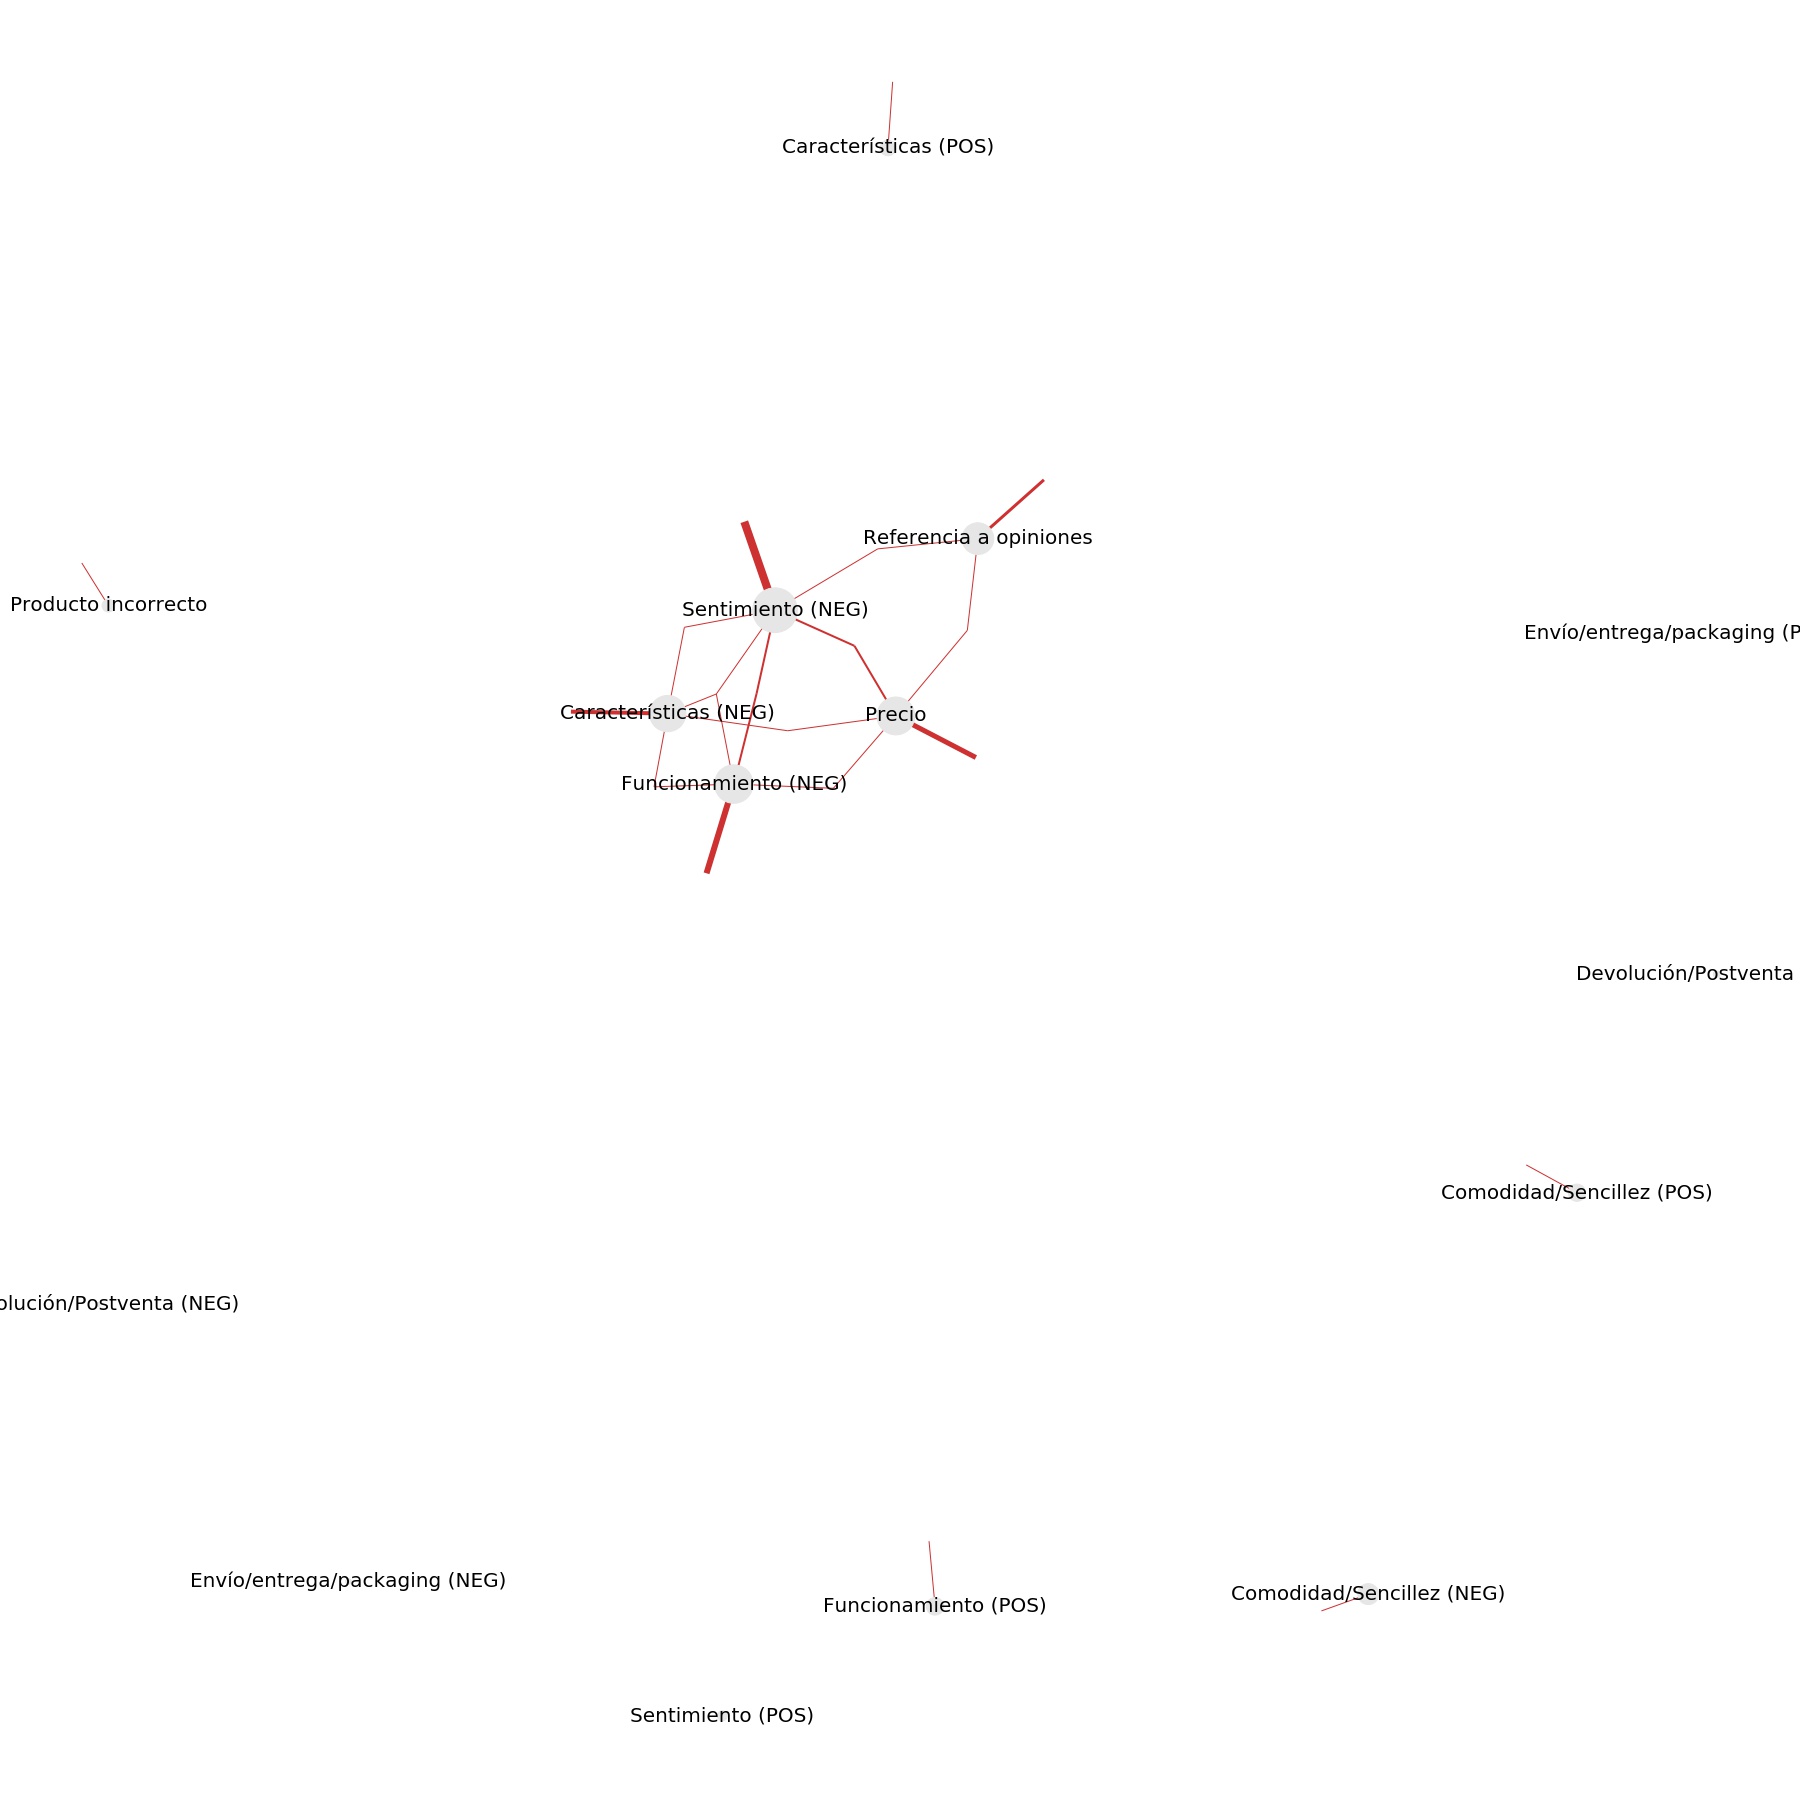 Características (POS)
Referencia a opiniones
Producto incorrecto
Sentimiento (NEG)
Envío/entrega/packaging (P
Características (NEG)
Precio
Funcionamiento (NEG)
Devolución/Postventa
Comodidad/Sencillez (POS)
olución/Postventa (NEG)
Envío/entrega/packaging (NEG)
Comodidad/Sencillez (NEG)
Funcionamiento (POS)
Sentimiento (POS)